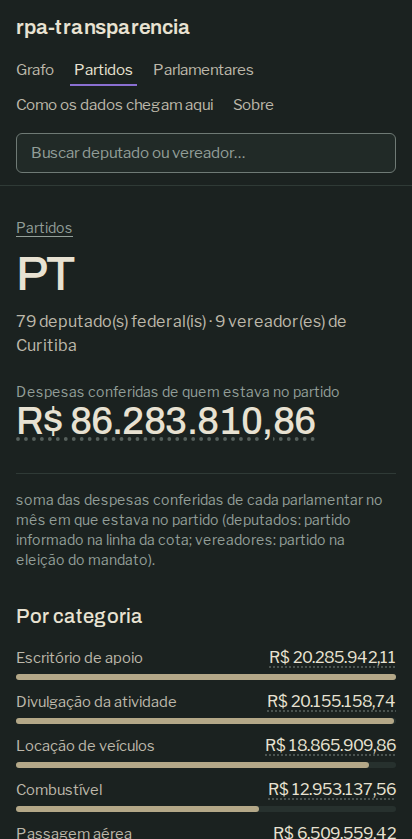 rpa-transparencia
Grafo Partidos Parlamentares
Como os dados chegam aqui Sobre
Buscar deputado ou vereador...
Partidos
PT
79 deputado(s) federal(is) · 9 vereador(es) de
Curitiba
Despesas conferidas de quem estava no partido
R$ 86.283.810,86
soma das despesas conferidas de cada parlamentar no
mês em que estava no partido (deputados: partido
informado na linha da cota; vereadores: partido na
eleição do mandato).
Por categoria
Escritório de apoio R$ 20.285.942,11
Divulgação da atividade R$ 20.155.158,74
Locação de veículos R$ 18.865.909,86
Combustível R$ 12.953.137,56
Passagem aérea R$ 6.509.559,42